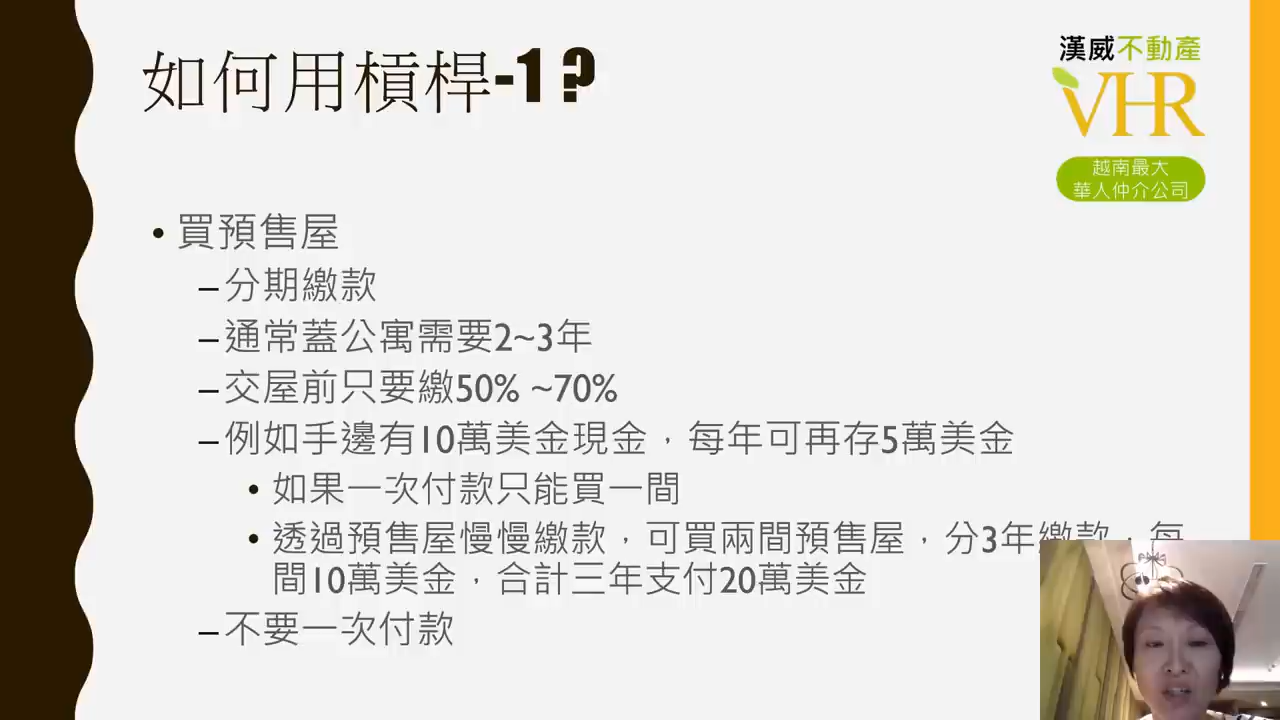 如何用槓桿-1？
漢威不動產
VHR
越南最大
華人仲介公司
• 買預售屋
– 分期繳款
– 通常蓋公寓需要2~3年
– 交屋前只要繳50% ~70%
– 例如手邊有10萬美金現金，每年可再存5萬美金
• 如果一次付款只能買一間
• 透過預售屋慢慢繳款，可買兩間預售屋，分3年繳款，每
間10萬美金，合計三年支付20萬美金
– 不要一次付款